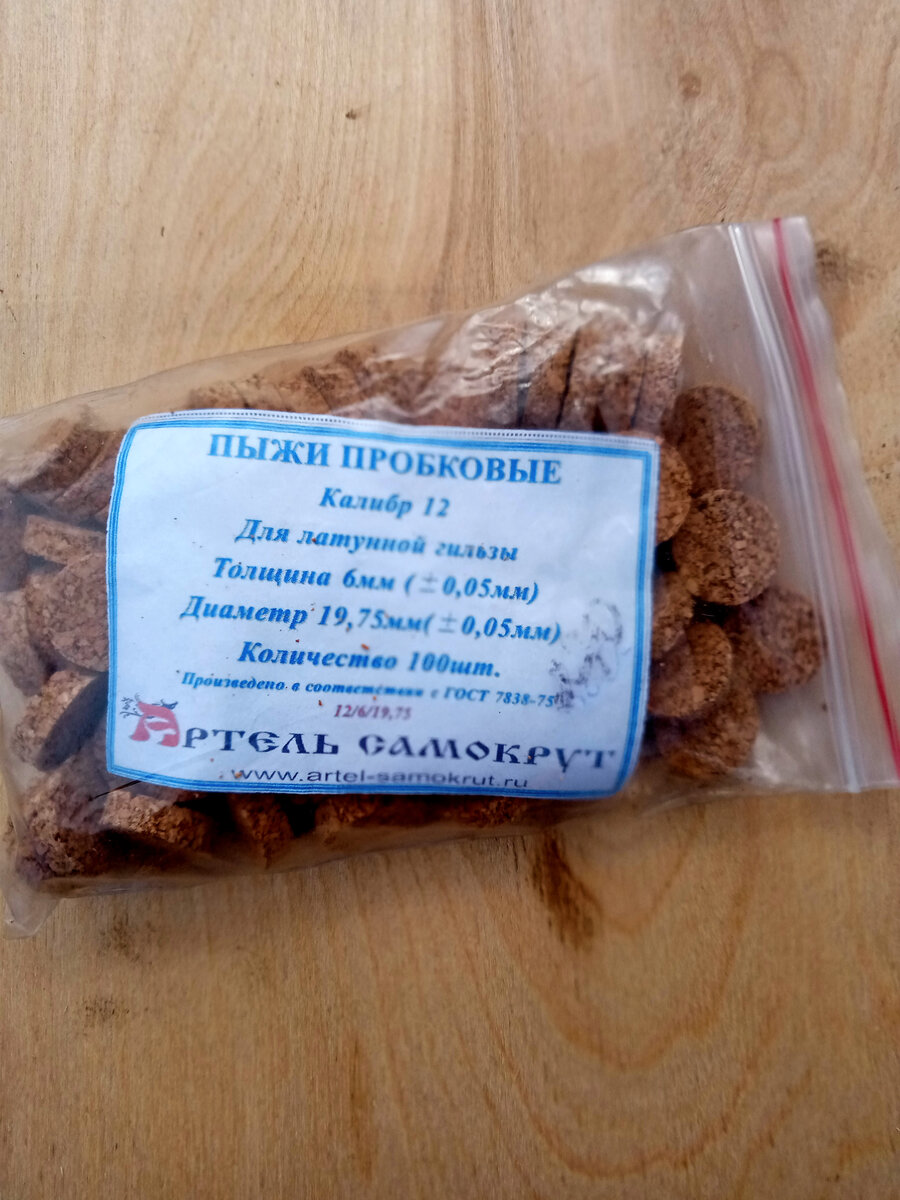 ПЫЖИ ПРОБКОВЫЕ
Калибр 12
Для латунной гильзы
Толщина 6мм (±0,05мм)
Диаметр 19,75мм(±0,05мм)
Количество 100шт.
Произведено в соответствии с ГОСТ 7838-75
12/6/19,75
Артель самокрут
www.artel-samokrut.ru